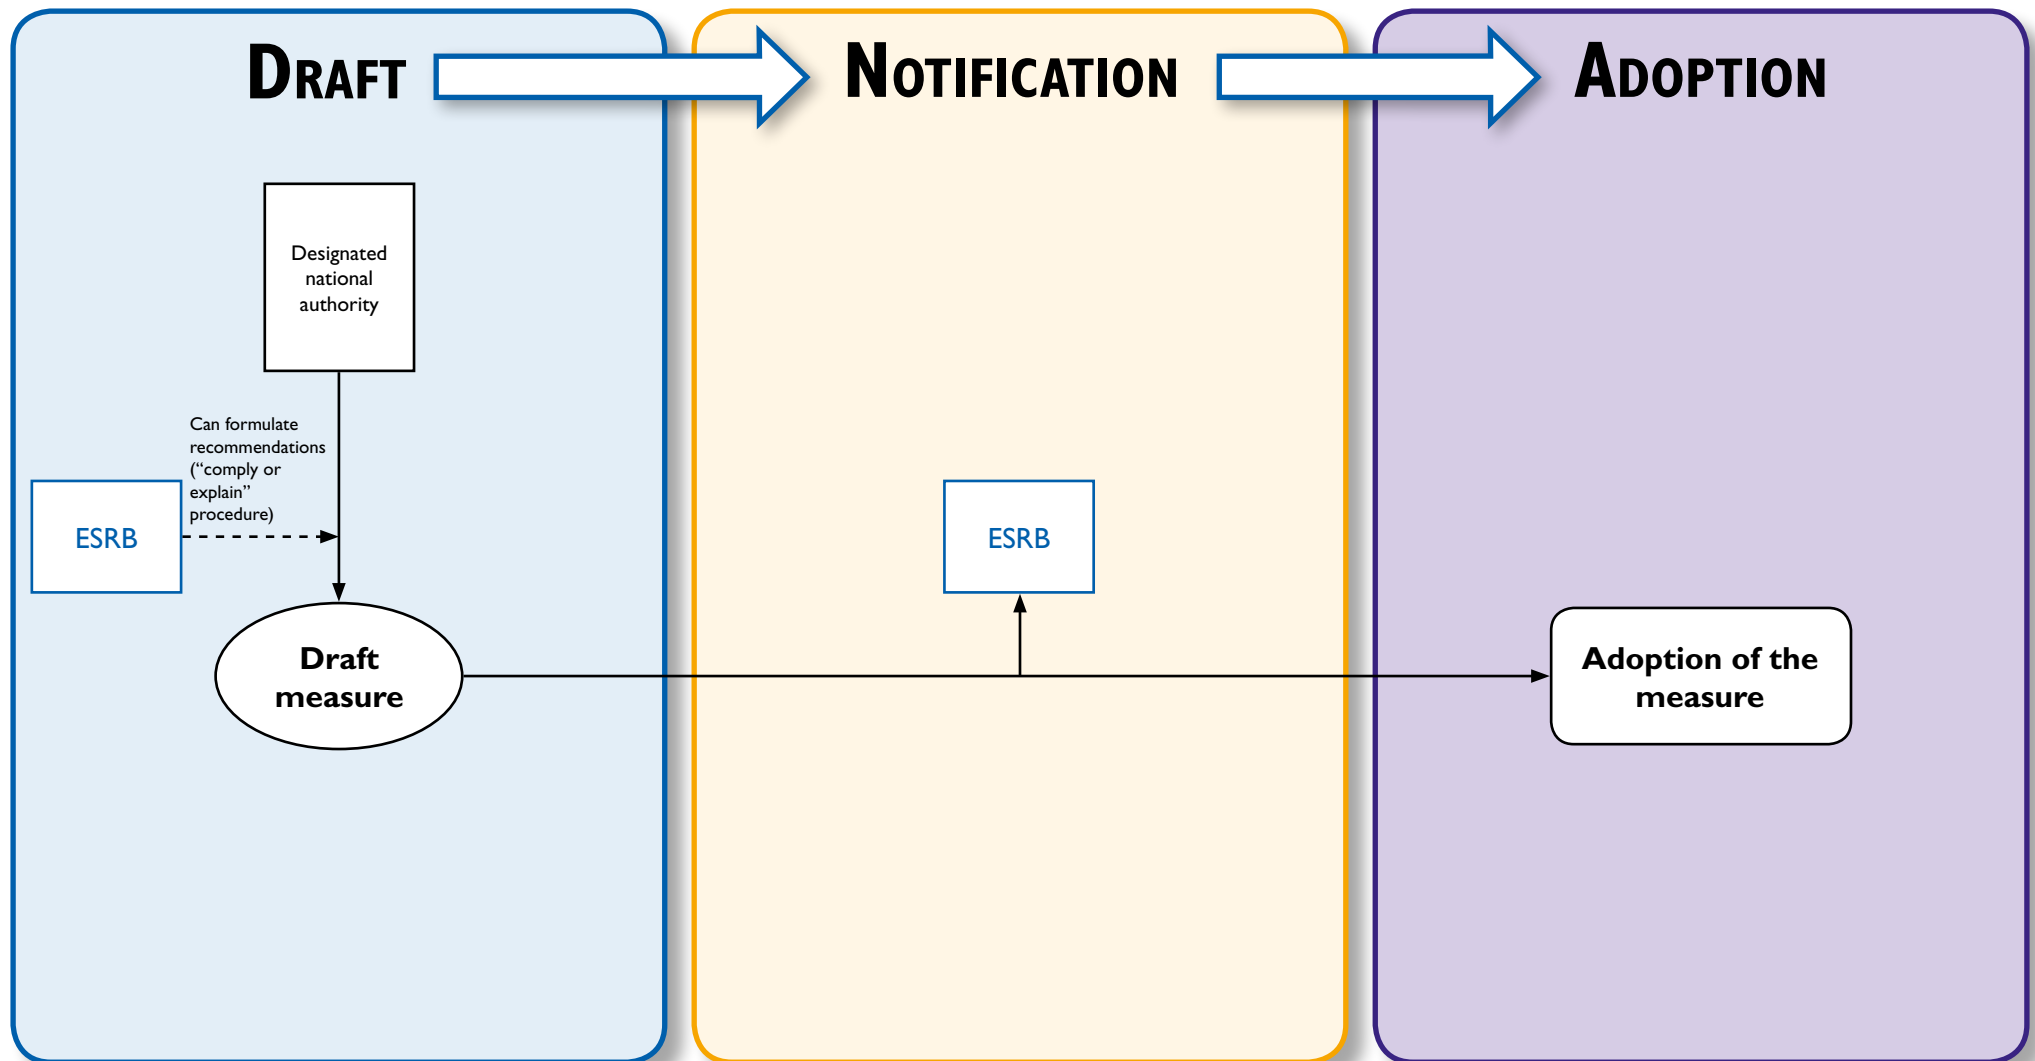 DRAFT
NOTIFICATION
ADOPTION
Designated
national
authority
Can formulate
recommendations
(“comply or
explain”
procedure)
ESRB
ESRB
Draft
measure
Adoption of the
measure